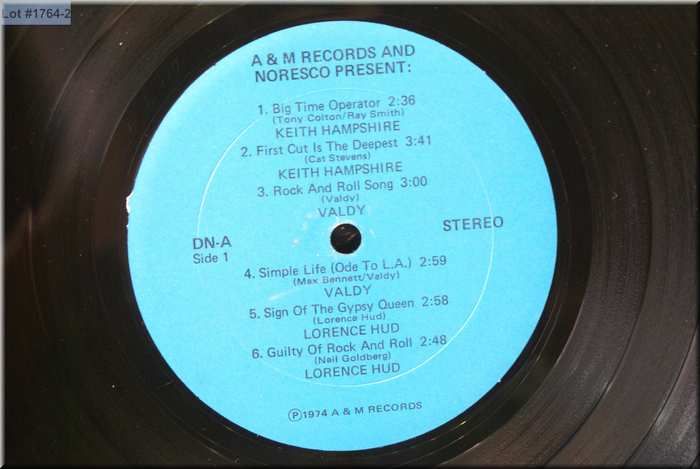 Lot #1764-2
A & M RECORDS AND
NORESCO PRESENT:
1. Big Time Operator 2:36
(Tony Colton/Ray Smith)
KEITH HAMPSHIRE
2. First Cut Is The Deepest 3:41
(Cat Stevens)
KEITH HAMPSHIRE
3. Rock And Roll Song 3:00
(Valdy)
VALDY
DN-A
Side 1
STEREO
4. Simple Life (Ode To L.A.) 2:59
(Max Bennett/Valdy)
VALDY
5. Sign Of The Gypsy Queen 2:58
(Lorence Hud)
LORENCE HUD
6. Guilty Of Rock And Roll 2:48
(Neil Goldberg)
LORENCE HUD
℗1974 A & M RECORDS